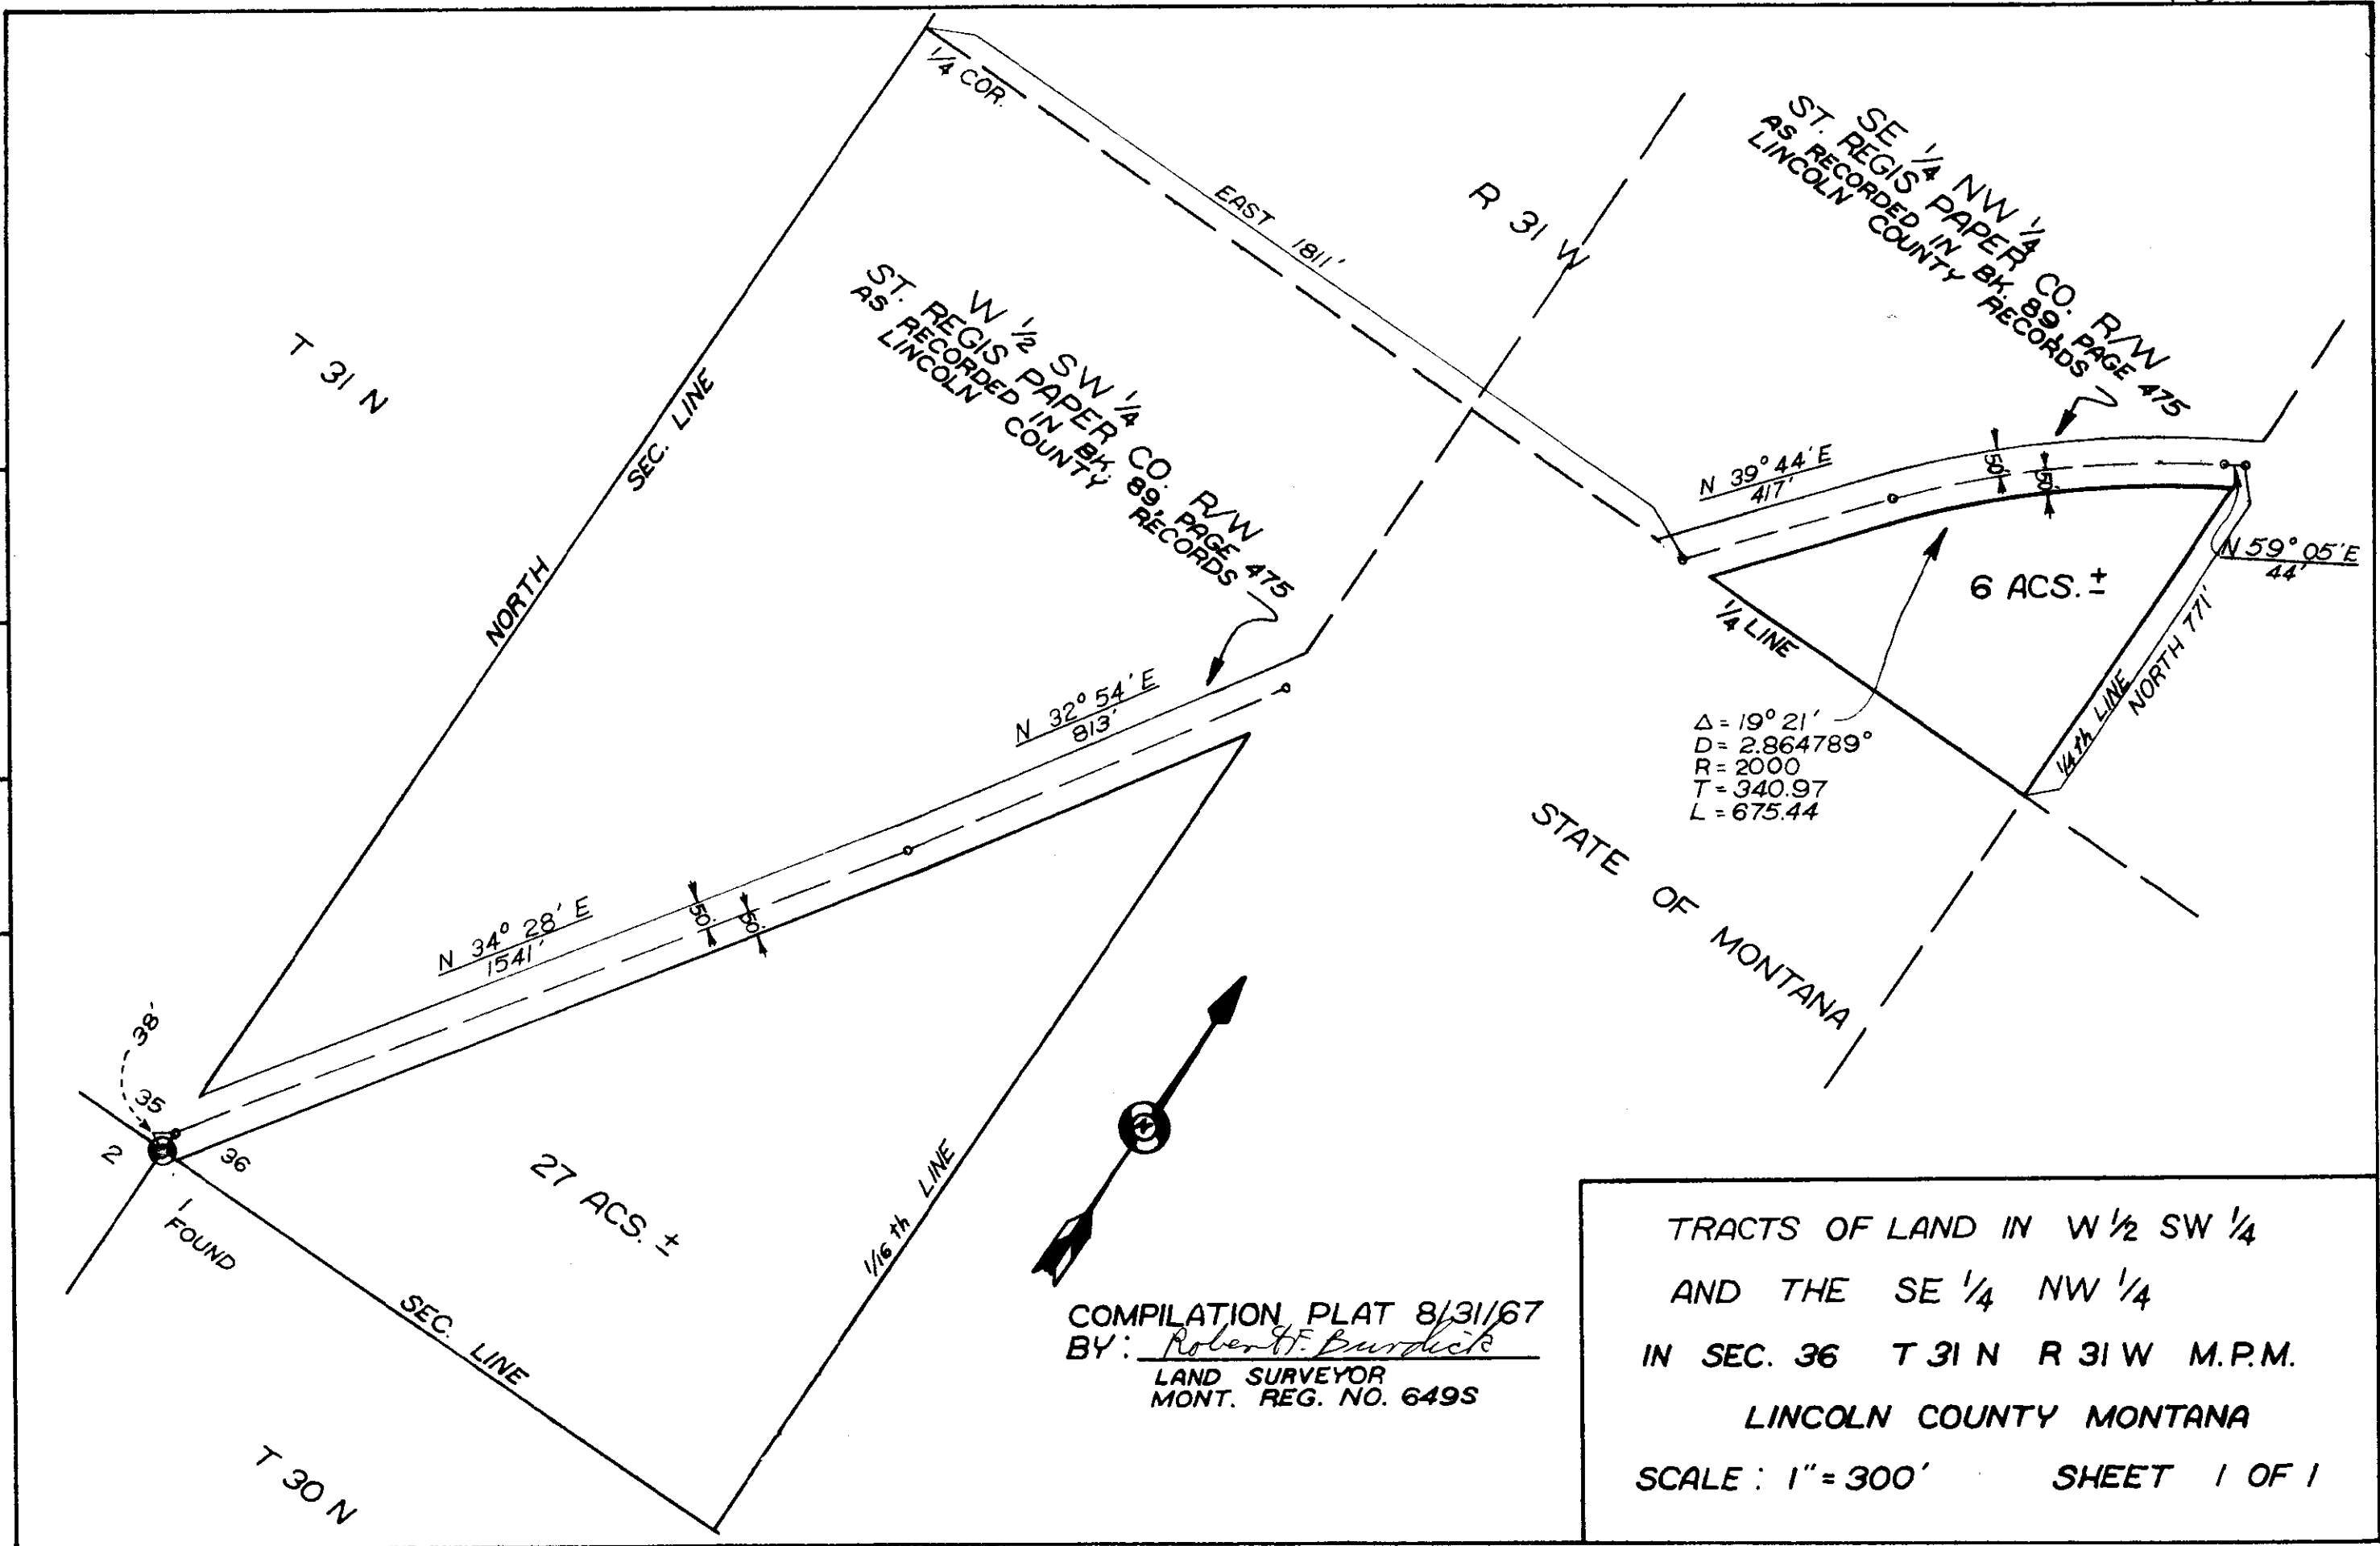 1/4 COR.
EAST 1811'
R 31 W
SE 1/4 NW 1/4
ST. REGIS PAPER CO. R/W
AS RECORDED IN BK. 89, PAGE 475
LINCOLN COUNTY RECORDS
T 31 N
NORTH SEC. LINE
W 1/2 SW 1/4
ST. REGIS PAPER CO. R/W
AS RECORDED IN BK. 89, PAGE 475
LINCOLN COUNTY RECORDS
N 39° 44' E
417'
50'
50'
N 59° 05' E
44'
6 ACS. ±
1/4 LINE
1/4th LINE
NORTH 771'
Δ = 19° 21'
D = 2.864789°
R = 2000
T = 340.97
L = 675.44
STATE OF MONTANA
N 32° 54' E
813'
N 34° 28' E
1541'
50'
50'
38'
35
2
36
1
FOUND
27 ACS. ±
1/16 th LINE
SEC. LINE
T 30 N
COMPILATION PLAT 8/31/67
BY: Robert F. Burdick
LAND SURVEYOR
MONT. REG. NO. 649S
TRACTS OF LAND IN W 1/2 SW 1/4
AND THE SE 1/4 NW 1/4
IN SEC. 36 T 31 N R 31 W M.P.M.
LINCOLN COUNTY MONTANA
SCALE : 1" = 300' SHEET 1 OF 1